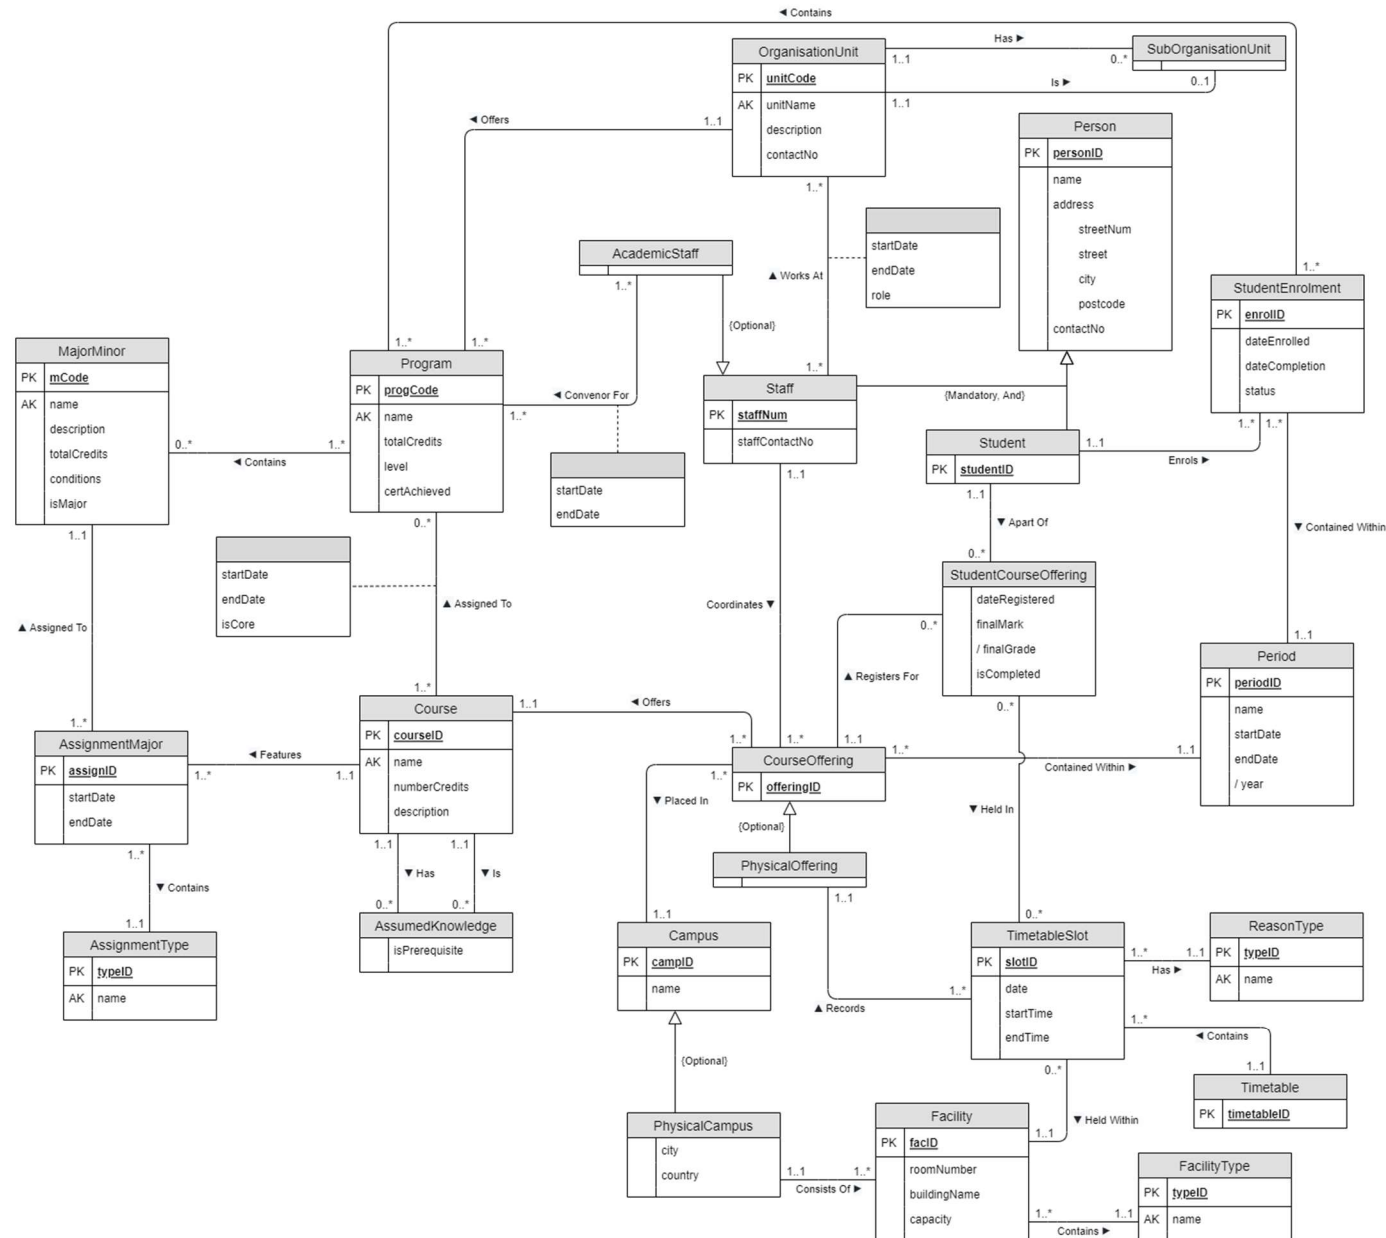 ◄ Contains
OrganisationUnit
PK unitCode
AK unitName
description
contactNo
Has ►
1..1
0..*
SubOrganisationUnit
0..1
Is ►
1..1
◄ Offers
1..1
Person
PK personID
name
address
streetNum
street
city
postcode
contactNo
1..*
startDate
endDate
role
▲ Works At
AcademicStaff
1..*
{Optional}
1..*
StudentEnrolment
PK enrolID
dateEnrolled
dateCompletion
status
1..*
1..*
MajorMinor
PK mCode
AK name
description
totalCredits
conditions
isMajor
1..*
1..*
Program
PK progCode
AK name
totalCredits
level
certAchieved
◄ Convenor For
1..*
1..*
Staff
PK staffNum
staffContactNo
{Mandatory, And}
Student
PK studentID
1..1
Enrols ►
0..*
1..*
◄ Contains
startDate
endDate
1..1
1..1
0..*
1..1
▼ Apart Of
▼ Contained Within
0..*
startDate
endDate
isCore
StudentCourseOffering
dateRegistered
finalMark
/ finalGrade
isCompleted
▲ Assigned To
▲ Assigned To
Coordinates ▼
0..*
1..1
▲ Registers For
Period
PK periodID
name
startDate
endDate
/ year
1..*
1..*
Course
PK courseID
AK name
numberCredits
description
1..1
◄ Offers
0..*
1..*
1..*
1..1
AssignmentMajor
PK assignID
startDate
endDate
◄ Features
1..*
1..1
CourseOffering
PK offeringID
1..*
1..1
Contained Within ►
1..*
▼ Placed In
▼ Held In
{Optional}
1..*
1..1
1..1
▼ Has
▼ Is
▼ Contains
PhysicalOffering
1..1
0..*
0..*
1..1
1..1
0..*
AssumedKnowledge
isPrerequisite
AssignmentType
PK typeID
AK name
Campus
PK campID
name
TimetableSlot
PK slotID
date
startTime
endTime
1..*
1..1
Has ►
ReasonType
PK typeID
AK name
1..*
▲ Records
1..*
◄ Contains
{Optional}
0..*
1..1
Timetable
PK timetableID
PhysicalCampus
city
country
Facility
PK facID
roomNumber
buildingName
capacity
▼ Held Within
1..1
1..1
1..*
Consists Of ►
FacilityType
PK typeID
AK name
1..*
1..1
Contains ►